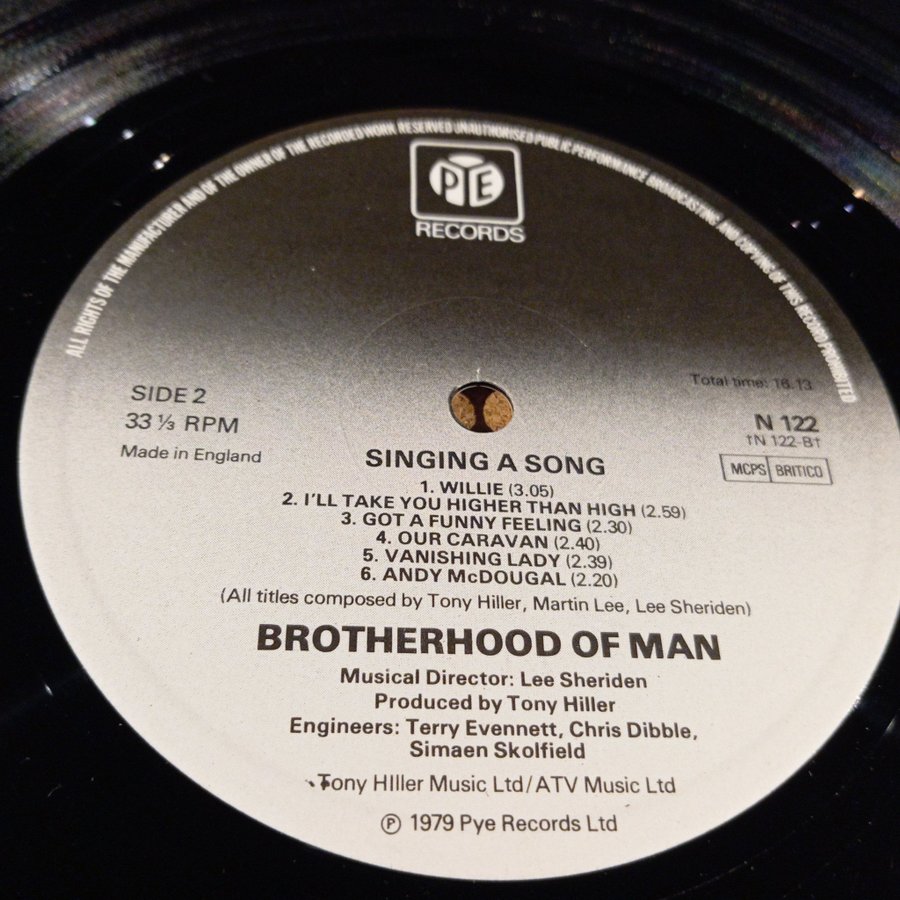 ALL RIGHTS OF THE MANUFACTURER AND OF THE OWNER OF THE RECORDED WORK RESERVED UNAUTHORISED PUBLIC PERFORMANCE BROADCASTING AND COPYING OF THIS RECORD PROHIBITED
PYE
RECORDS
SIDE 2
33 ⅓ RPM
Made in England
Total time: 16.13
N 122
†N 122-B†
MCPS BRITICO
SINGING A SONG
1. WILLIE (3.05)
2. I'LL TAKE YOU HIGHER THAN HIGH (2.59)
3. GOT A FUNNY FEELING (2.30)
4. OUR CARAVAN (2.40)
5. VANISHING LADY (2.39)
6. ANDY McDOUGAL (2.20)
(All titles composed by Tony Hiller, Martin Lee, Lee Sheriden)
BROTHERHOOD OF MAN
Musical Director: Lee Sheriden
Produced by Tony Hiller
Engineers: Terry Evennett, Chris Dibble,
Simaen Skolfield
Tony HIller Music Ltd/ATV Music Ltd
℗ 1979 Pye Records Ltd